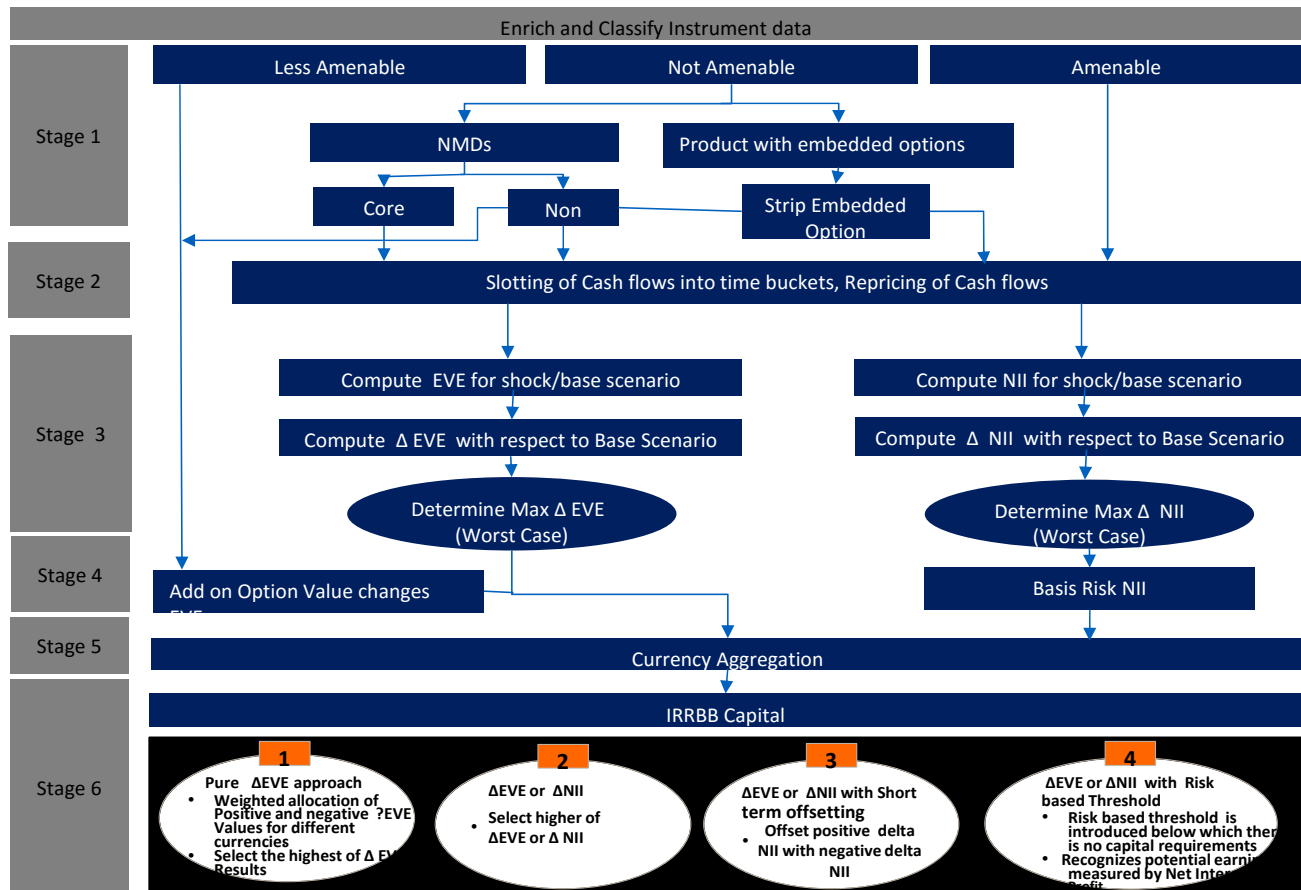 Enrich and Classify Instrument data
Less Amenable
Not Amenable
Amenable
Stage 1
NMDs
Product with embedded options
Core
Non
Strip Embedded
Option
Stage 2
Slotting of Cash flows into time buckets, Repricing of Cash flows
Stage 3
Compute EVE for shock/base scenario
Compute NII for shock/base scenario
Compute Δ EVE with respect to Base Scenario
Compute Δ NII with respect to Base Scenario
Determine Max Δ EVE
(Worst Case)
Determine Max Δ NII
(Worst Case)
Stage 4
Add on Option Value changes
EVE
Basis Risk NII
Stage 5
Currency Aggregation
IRRBB Capital
Stage 6
1
Pure ΔEVE approach
• Weighted allocation of
Positive and negative ?EVE
Values for different
currencies
• Select the highest of Δ EV
Results
2
ΔEVE or ΔNII
• Select higher of
ΔEVE or Δ NII
3
ΔEVE or ΔNII with Short
term offsetting
• Offset positive delta
NII with negative delta
NII
4
ΔEVE or ΔNII with Risk
based Threshold
• Risk based threshold is
introduced below which ther
is no capital requirements
• Recognizes potential earnin
measured by Net Inter
Profit